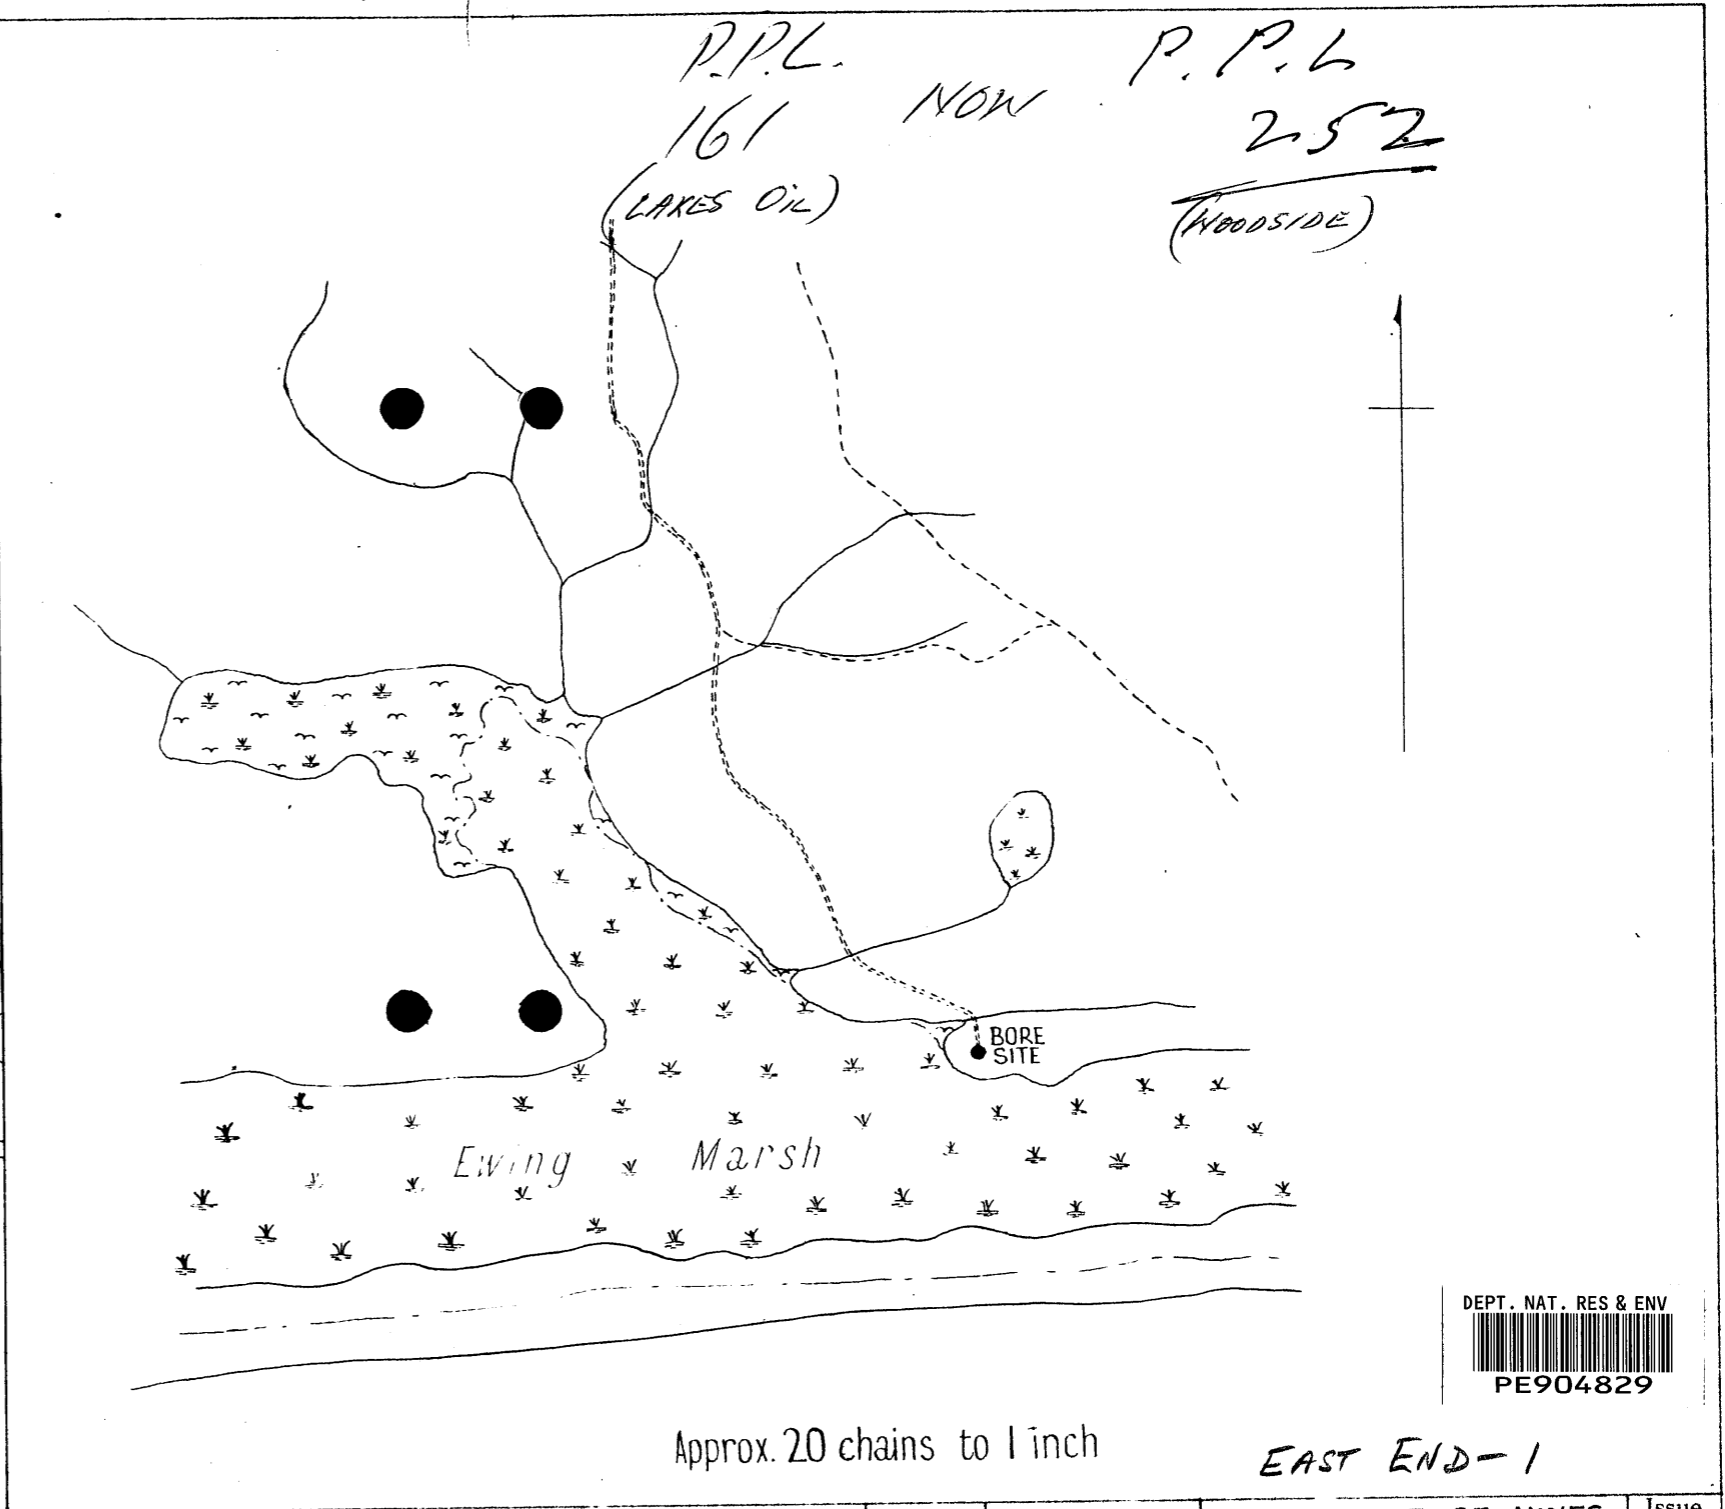 P.P.L. NOW P.P.L
161 252
(LAKES OIL) (WOODSIDE)
BORE
SITE
Ewing Marsh
DEPT. NAT. RES & ENV
PE904829
Approx. 20 chains to 1 inch
EAST END-1
Issue